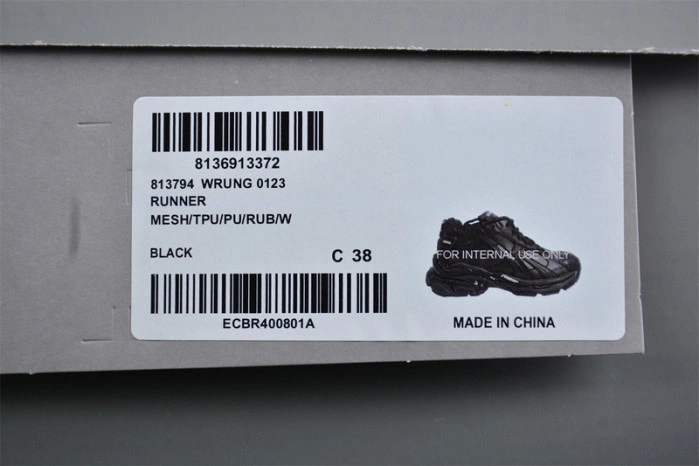 8136913372
813794 WRUNG 0123
RUNNER
MESH/TPU/PU/RUB/W
BLACK
C 38
ECBR400801A
FOR INTERNAL USE ONLY
MADE IN CHINA